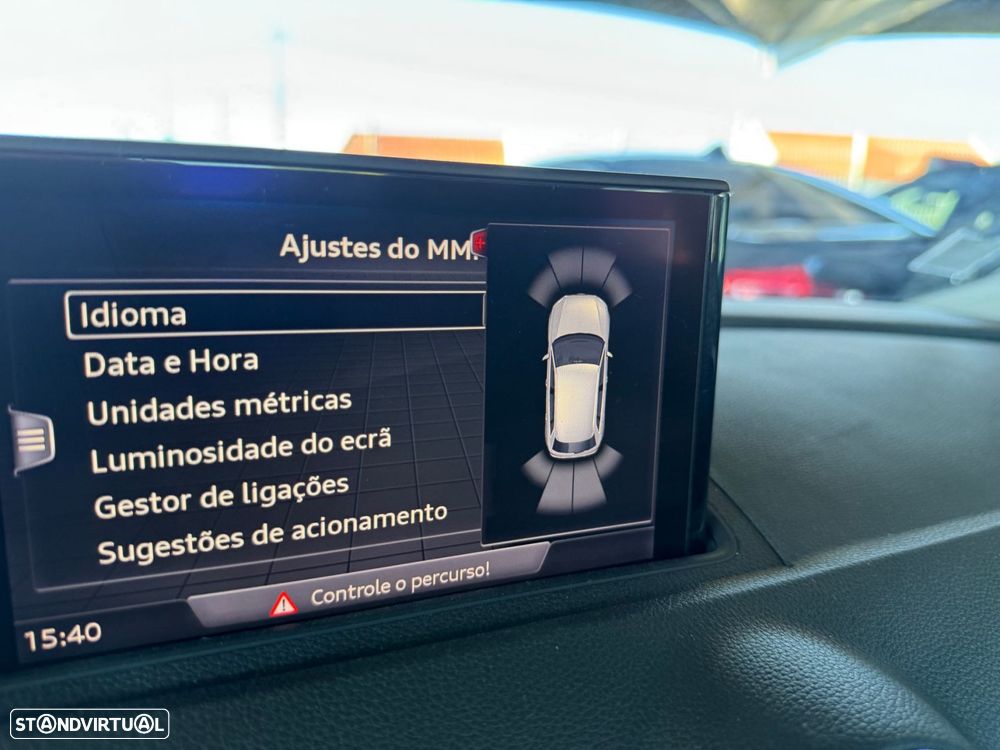 Ajustes do MM
Idioma
Data e Hora
Unidades métricas
Luminosidade do ecrã
Gestor de ligações
Sugestões de acionamento
Controle o percurso!
15:40
STANDVIRTUAL